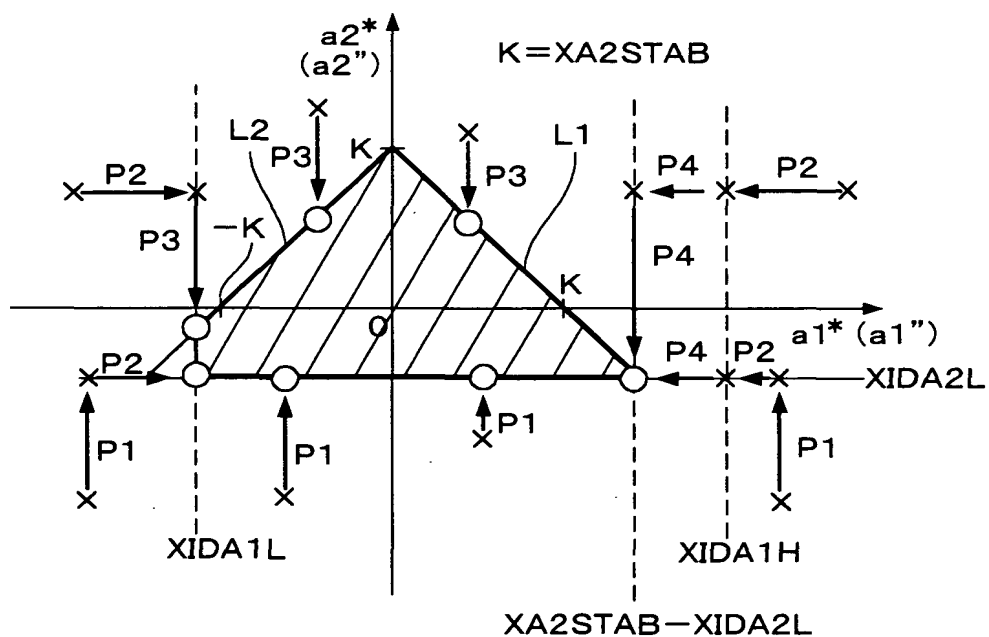 a2*
(a2")
K=XA2STAB
L2
P3
K
P3
L1
P2
P4
P2
P3
-K
P4
K
O
a1* (a1")
P2
P4
P2
XIDA2L
P1
P1
P1
P1
XIDA1L
XIDA1H
XA2STAB-XIDA2L